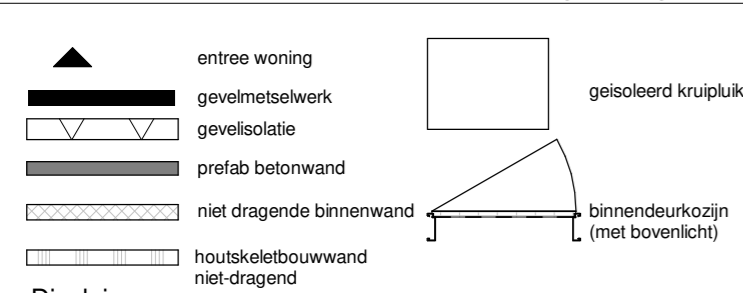 entree woning
gevelmetselwerk
gevelisolatie
prefab betonwand
niet dragende binnenwand
houtskeletbouwwand
niet-dragend
geisoleerd kruipluik
binnendeurkozijn
(met bovenlicht)